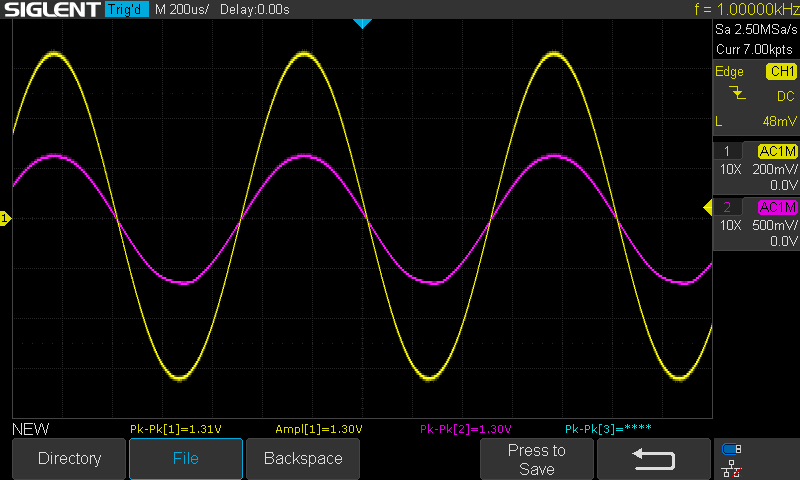 SIGLENT Trig'd M 200us/ Delay:0.00s f = 1.00000kHz
Sa 2.50MSa/s
Curr 7.00kpts
Edge CH1
DC
L 48mV
1 AC1M
10X 200mV/
0.0V
2 AC1M
10X 500mV/
0.0V
1
NEW Pk-Pk[1]=1.31V Ampl[1]=1.30V Pk-Pk[2]=1.30V Pk-Pk[3]=****
Directory File Backspace Press to
Save